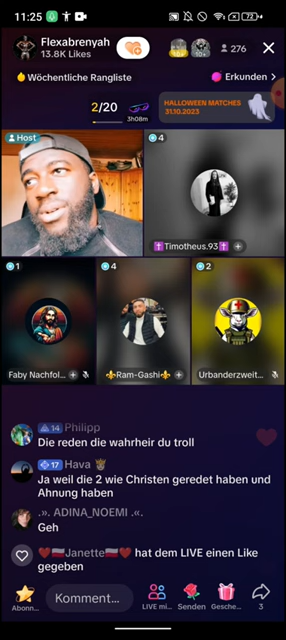 11:25
72
Flexabrenyah
13.8K Likes
276
Wöchentliche Rangliste
Erkunden >
2/20
3h08m
HALLOWEEN MATCHES
31.10.2023
Host
4
✝️Timotheus.93✝️
1
Faby Nachfol...
4
⚜️Ram-Gashi⚜️
2
Urbanderzweit...
14 Philipp
Die reden die wahrheir du troll
17 Hava
Ja weil die 2 wie Christen geredet haben und
Ahnung haben
.». ADINA_NOEMI .«.
Geh
❤️🇵🇱Janette🇵🇱❤️ hat dem LIVE einen Like
gegeben
Abonn...
Komment...
LIVE mi...
Senden
Gesche...
3